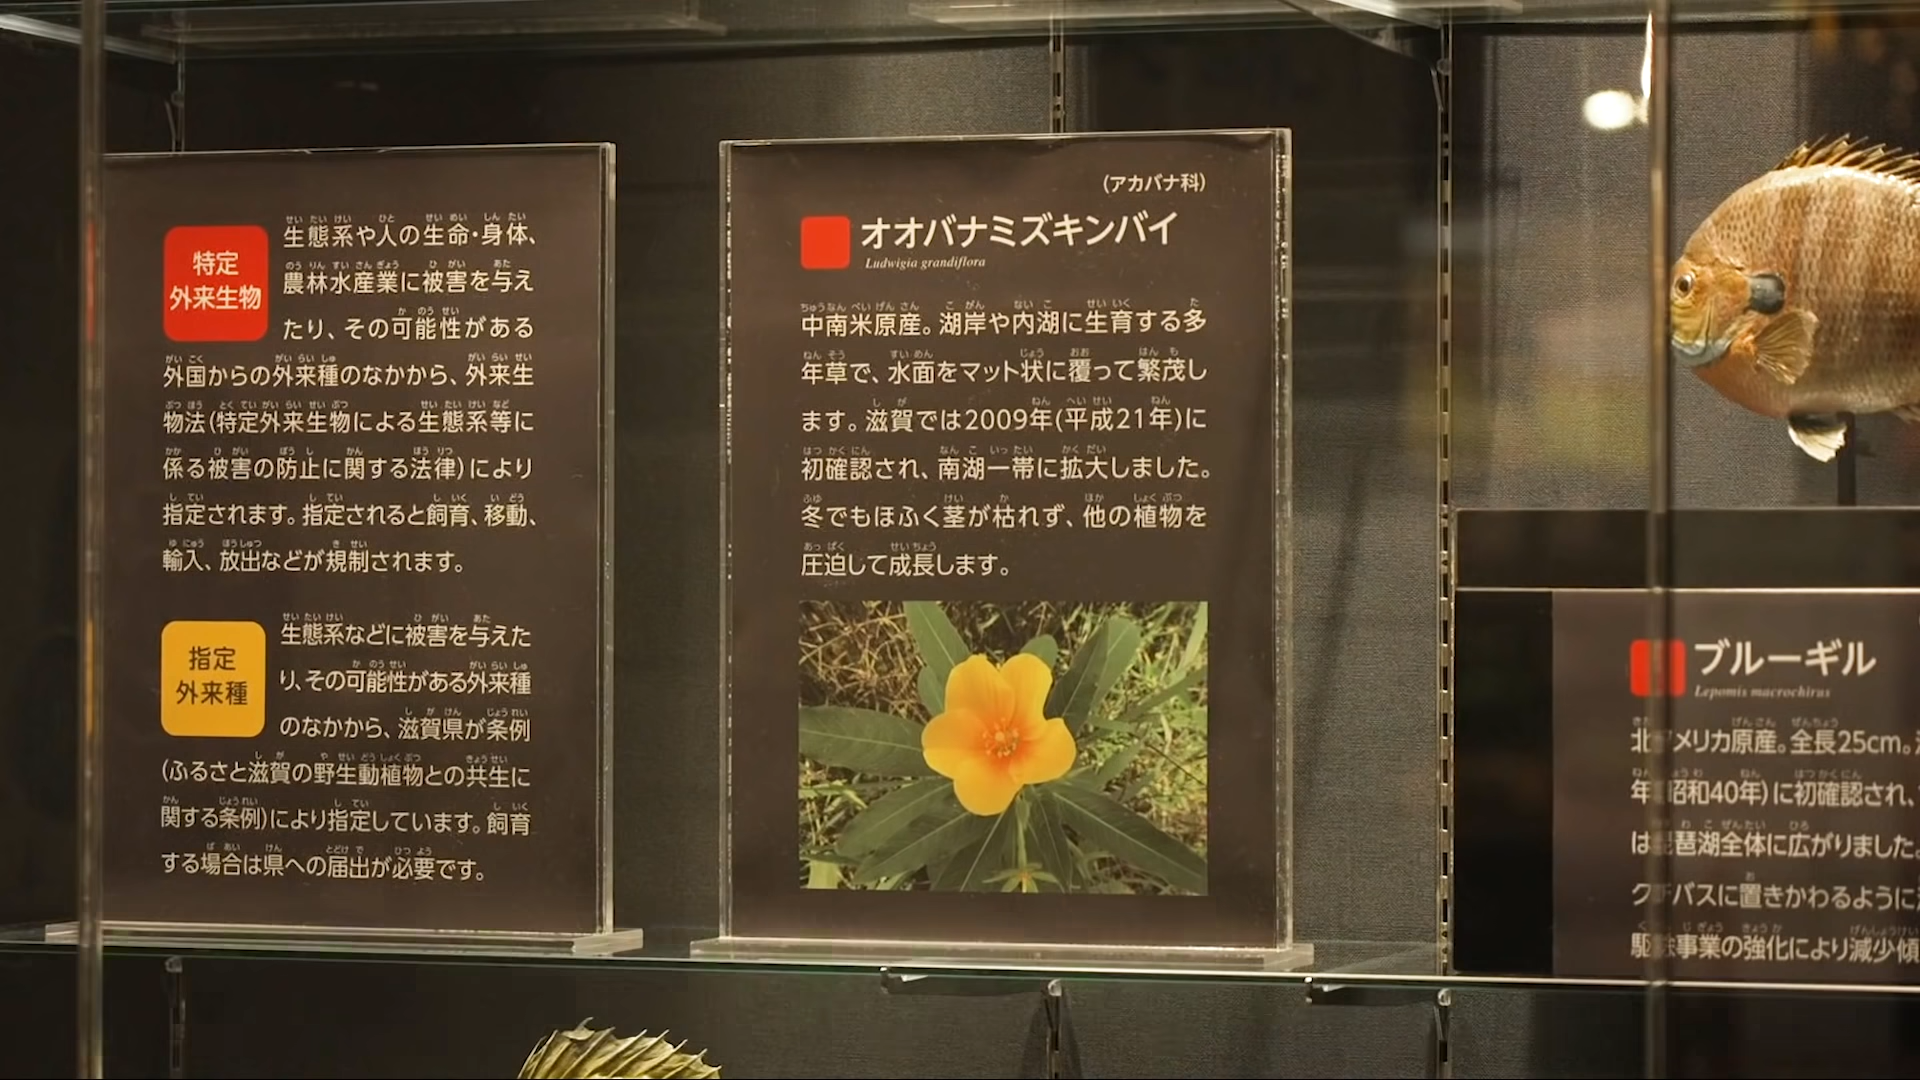 特定
外来生物
生態系や人の生命・身体、
農林水産業に被害を与え
たり、その可能性がある
外国からの外来種のなかから、外来生
物法(特定外来生物による生態系等に
係る被害の防止に関する法律)により
指定されます。指定されると飼育、移動、
輸入、放出などが規制されます。
指定
外来種
生態系などに被害を与えた
り、その可能性がある外来種
のなかから、滋賀県が条例
(ふるさと滋賀の野生動植物との共生に
関する条例)により指定しています。飼育
する場合は県への届出が必要です。
(アカバナ科)
オオバナミズキンバイ
Ludwigia grandiflora
中南米原産。湖岸や内湖に生育する多
年草で、水面をマット状に覆って繁茂し
ます。滋賀では2009年(平成21年)に
初確認され、南湖一帯に拡大しました。
冬でもほふく茎が枯れず、他の植物を
圧迫して成長します。
ブルーギル
Lepomis macrochirus
北アメリカ原産。全長25cm。
年(昭和40年)に初確認され、
は琵琶湖全体に広がりました。
クバスに置きかわるように
駆除事業の強化により減少傾